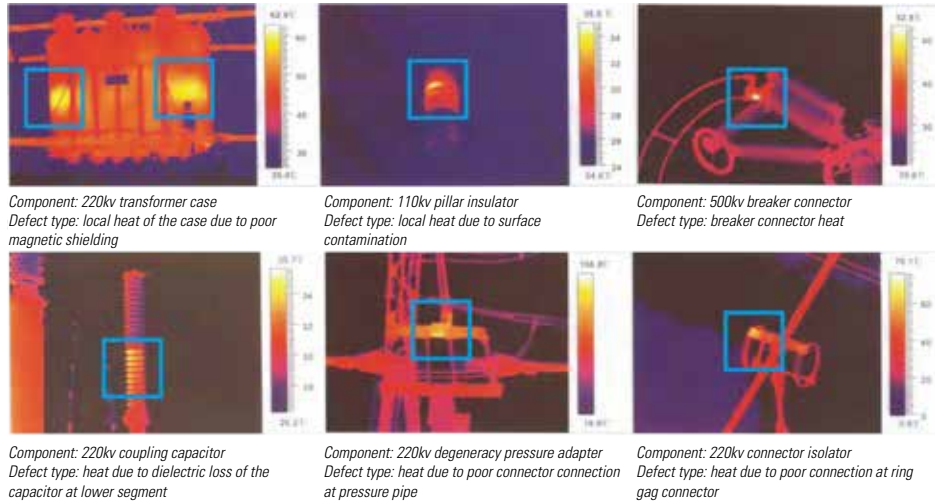 Component: 220kv transformer case
Defect type: local heat of the case due to poor
magnetic shielding
Component: 110kv pillar insulator
Defect type: local heat due to surface
contamination
Component: 500kv breaker connector
Defect type: breaker connector heat
Component: 220kv coupling capacitor
Defect type: heat due to dielectric loss of the
capacitor at lower segment
Component: 220kv degeneracy pressure adapter
Defect type: heat due to poor connector connection
at pressure pipe
Component: 220kv connector isolator
Defect type: heat due to poor connection at ring
gag connector